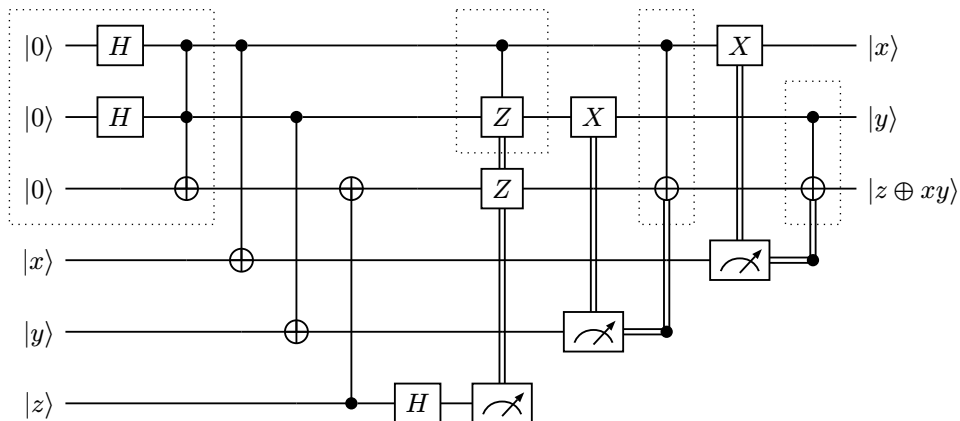 |0⟩ H X |x⟩
|0⟩ H Z X |y⟩
|0⟩ Z |z ⊕ xy⟩
|x⟩
|y⟩
|z⟩ H